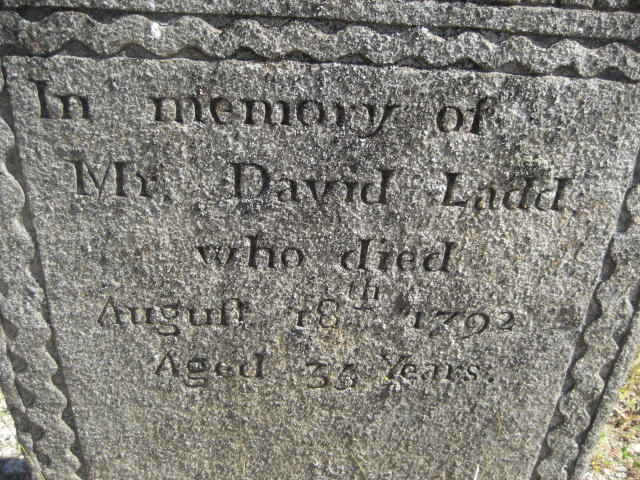 In memory of
Mr. David Ladd,
who died
Auguſt 18th 1792
Aged 35 Years.